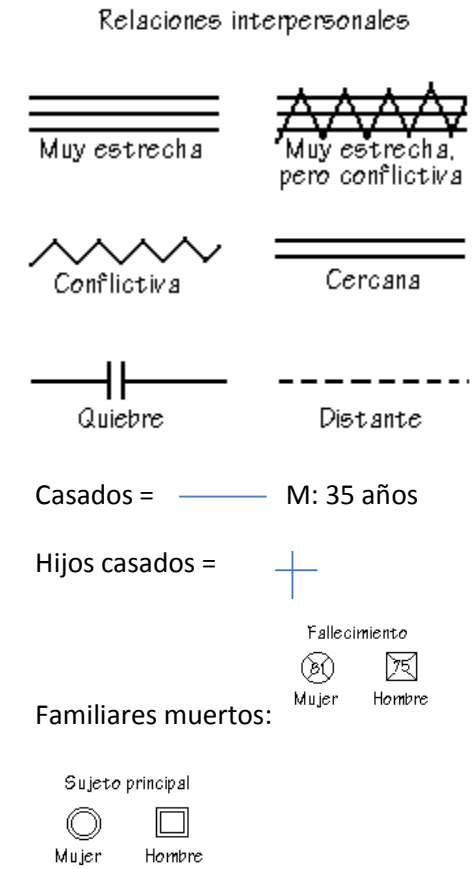 Relaciones interpersonales
Muy estrecha
Muy estrecha,
pero conflictiva
Conflictiva
Cercana
Quiebre
Distante
Casados = M: 35 años
Hijos casados =
Fallecimiento
81 75
Mujer Hombre
Familiares muertos:
Sujeto principal
Mujer Hombre